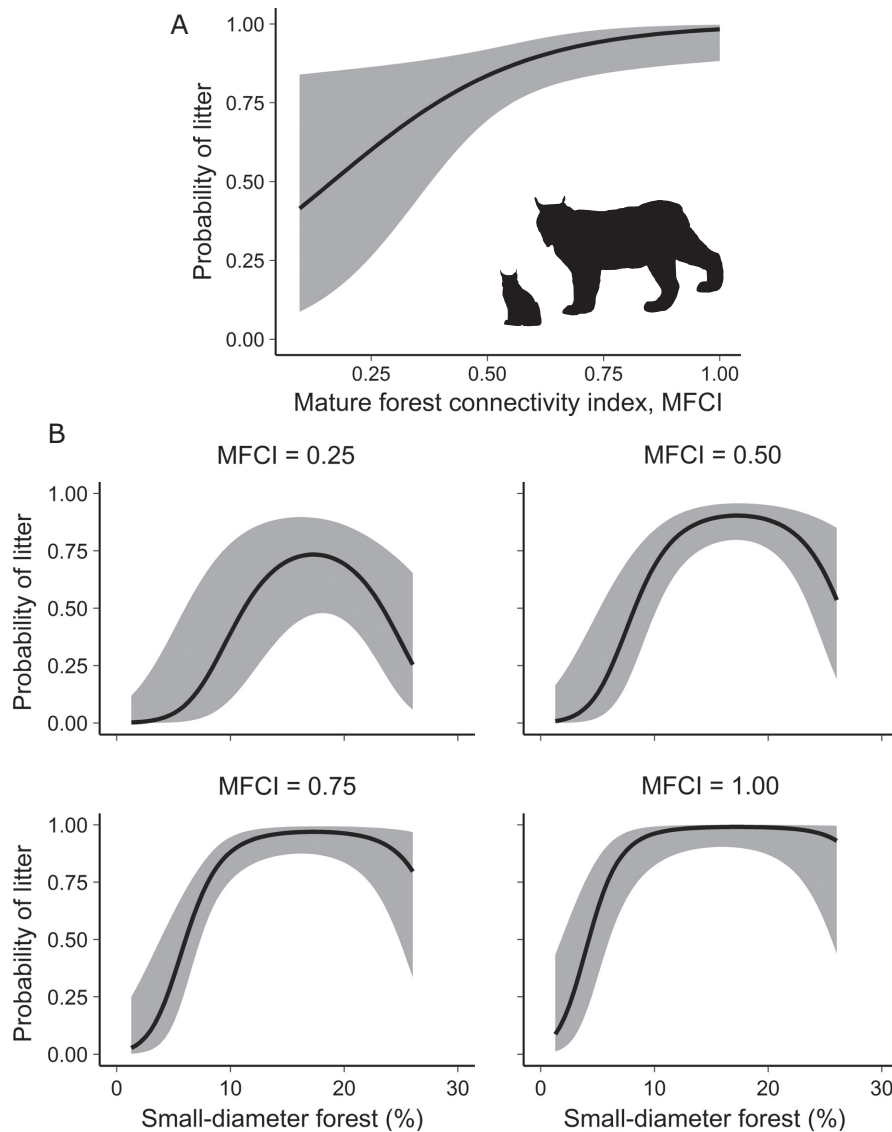 A
1.00
0.75
0.50
0.25
0.00
Probability of litter
0.25 0.50 0.75 1.00
Mature forest connectivity index, MFCI
B
MFCI = 0.25 MFCI = 0.50
1.00
0.75
0.50
0.25
0.00
Probability of litter
MFCI = 0.75 MFCI = 1.00
1.00
0.75
0.50
0.25
0.00
Probability of litter
0 10 20 30 0 10 20 30
Small-diameter forest (%) Small-diameter forest (%)